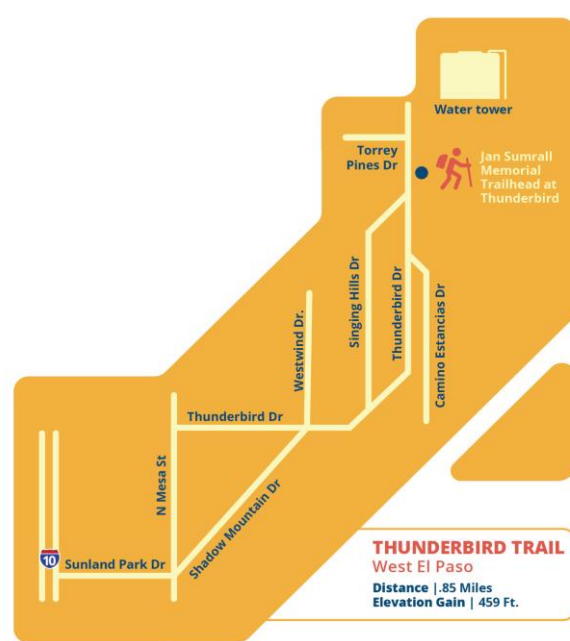 Water tower
Torrey
Pines Dr
Jan Sumrall
Memorial
Trailhead at
Thunderbird
Singing Hills Dr
Thunderbird Dr
Camino Estancias Dr
Westwind Dr.
Thunderbird Dr
N Mesa St
Shadow Mountain Dr
10
Sunland Park Dr
THUNDERBIRD TRAIL
West El Paso
Distance |.85 Miles
Elevation Gain | 459 Ft.